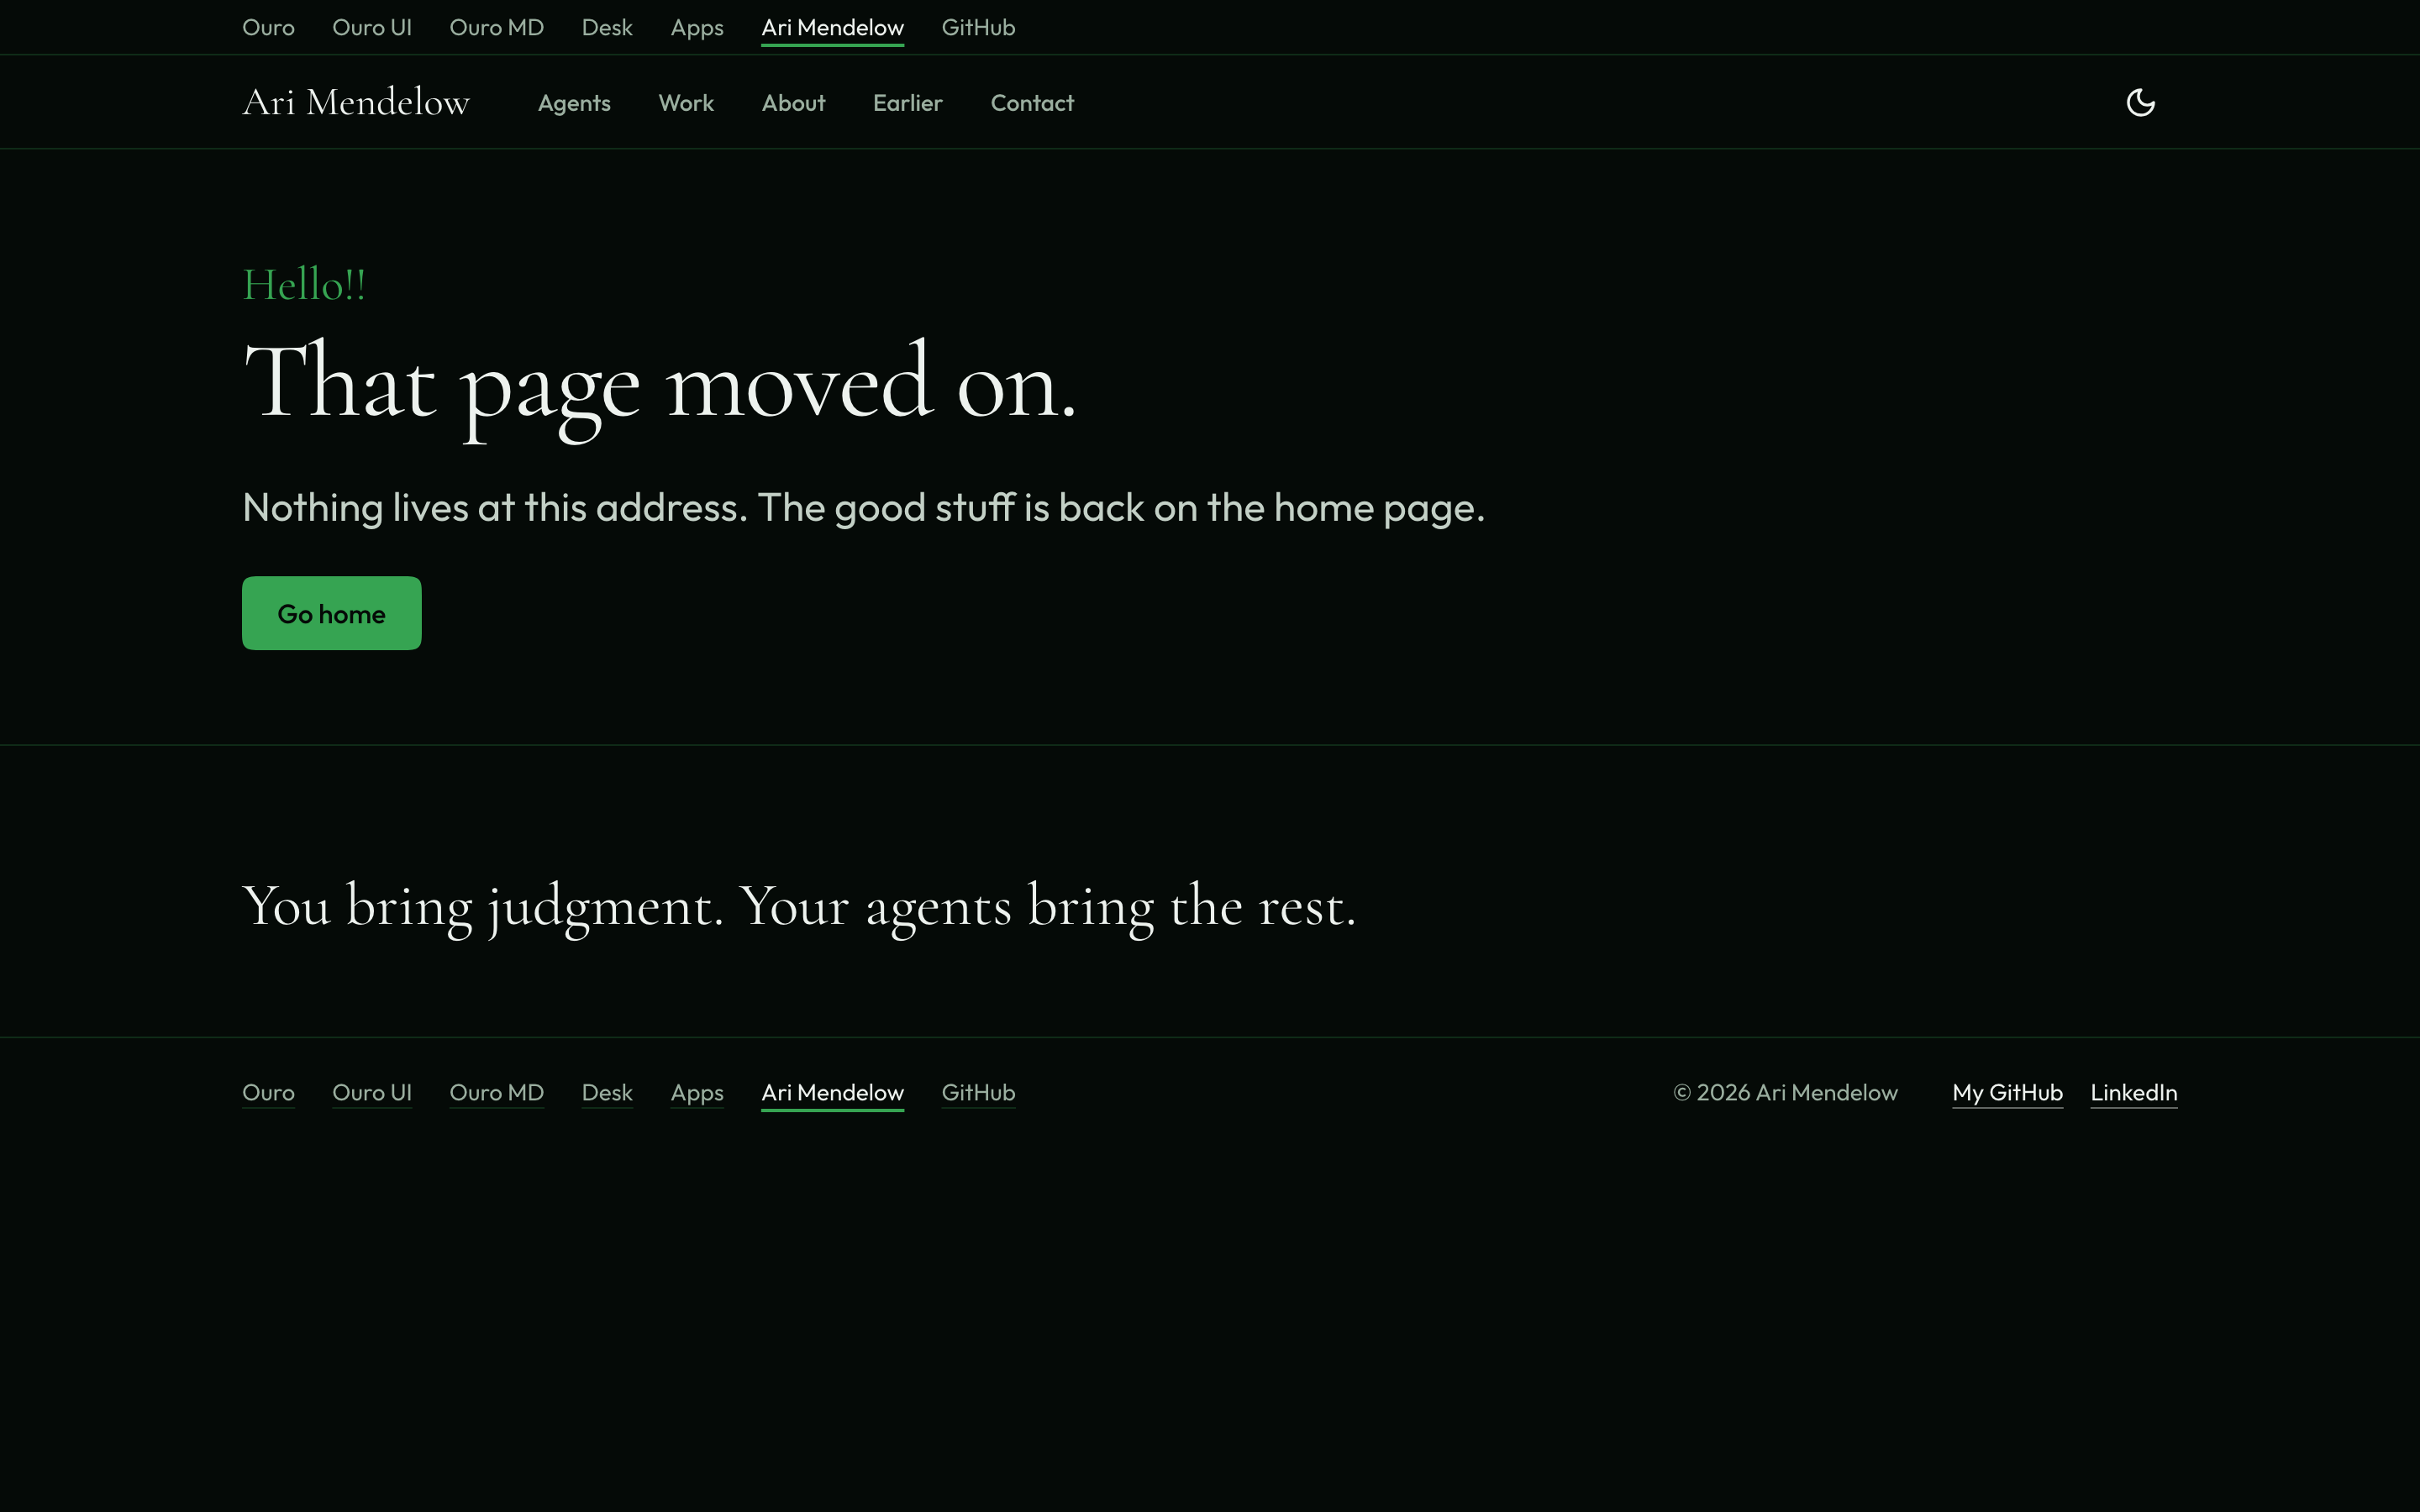 Ouro Ouro UI Ouro MD Desk Apps Ari Mendelow GitHub
Ari Mendelow Agents Work About Earlier Contact
Hello!!
That page moved on.
Nothing lives at this address. The good stuff is back on the home page.
Go home
You bring judgment. Your agents bring the rest.
Ouro Ouro UI Ouro MD Desk Apps Ari Mendelow GitHub © 2026 Ari Mendelow My GitHub LinkedIn